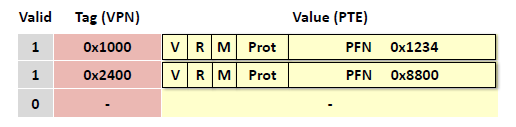 Valid Tag (VPN) Value (PTE)
1 0x1000 V R M Prot PFN 0x1234
1 0x2400 V R M Prot PFN 0x8800
0 - -